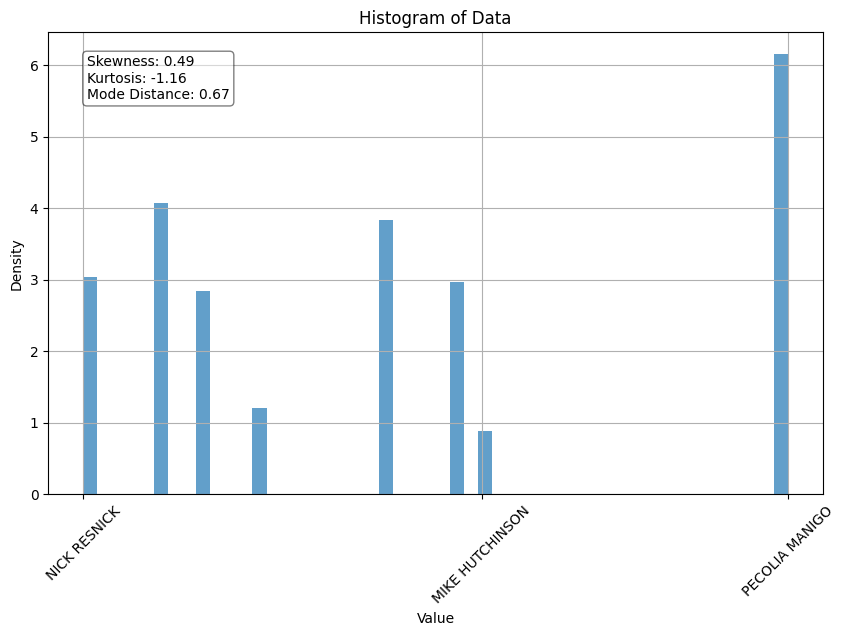 Histogram of Data
Skewness: 0.49
Kurtosis: -1.16
Mode Distance: 0.67
Density
6
5
4
3
2
1
0
NICK RESNICK
MIKE HUTCHINSON
PECOLIA MANIGO
Value